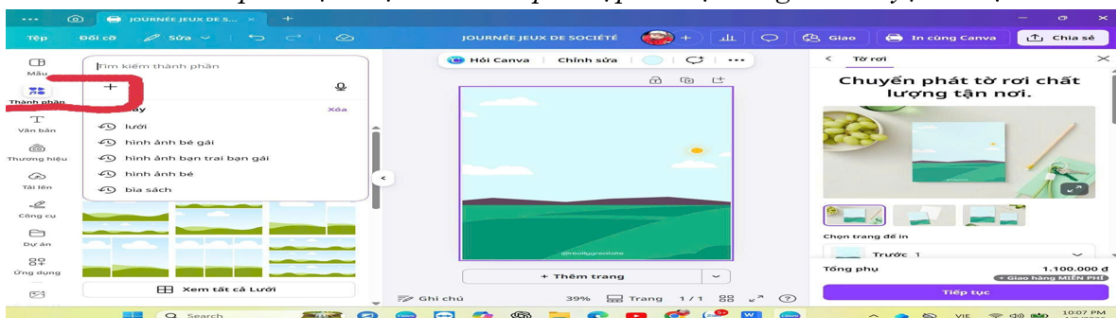 JOURNÉE JEUX DE S...
Tệp
Đổi cỡ
Sửa
JOURNÉE JEUX DE SOCIÉTÉ
Giao
In cùng Canva
Chia sẻ
Mẫu
Thành phần
Văn bản
Thương hiệu
Tải lên
Công cụ
Dự án
Ứng dụng
Tìm kiếm thành phần
Xóa
lưới
hình ảnh bé gái
hình ảnh bạn trai bạn gái
hình ảnh bé
bìa sách
Xem tất cả Lưới
Hỏi Canva
Chỉnh sửa
@reallygreatsite
+ Thêm trang
Ghi chú
39%
Trang 1 / 1
Tờ rơi
Chuyển phát tờ rơi chất
lượng tận nơi.
Chọn trang để in
Trước 1
Tổng phụ
1.100.000 đ
+ Giao hàng MIỄN PHÍ
Tiếp tục
Search
VIE
10:07 PM